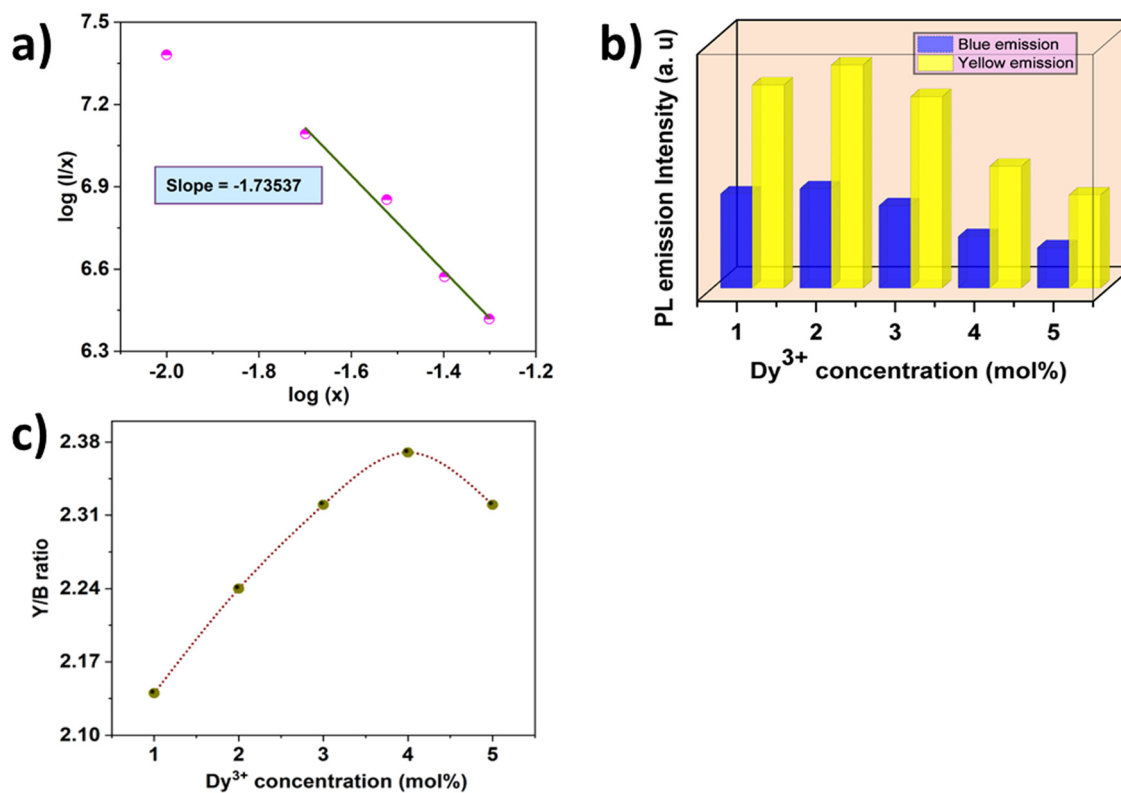 a)
7.5
7.2
6.9
6.6
6.3
log (I/x)
Slope = -1.73537
-2.0 -1.8 -1.6 -1.4 -1.2
log (x)
b)
PL emission Intensity (a. u)
Blue emission
Yellow emission
1 2 3 4 5
Dy³⁺ concentration (mol%)
c)
2.38
2.31
2.24
2.17
2.10
Y/B ratio
1 2 3 4 5
Dy³⁺ concentration (mol%)